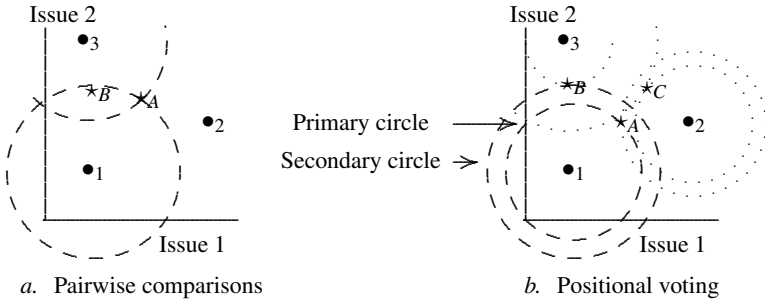 Issue 2
3
B
A
2
1
Issue 1
a. Pairwise comparisons
Issue 2
3
B
C
Primary circle
A
2
Secondary circle
1
Issue 1
b. Positional voting